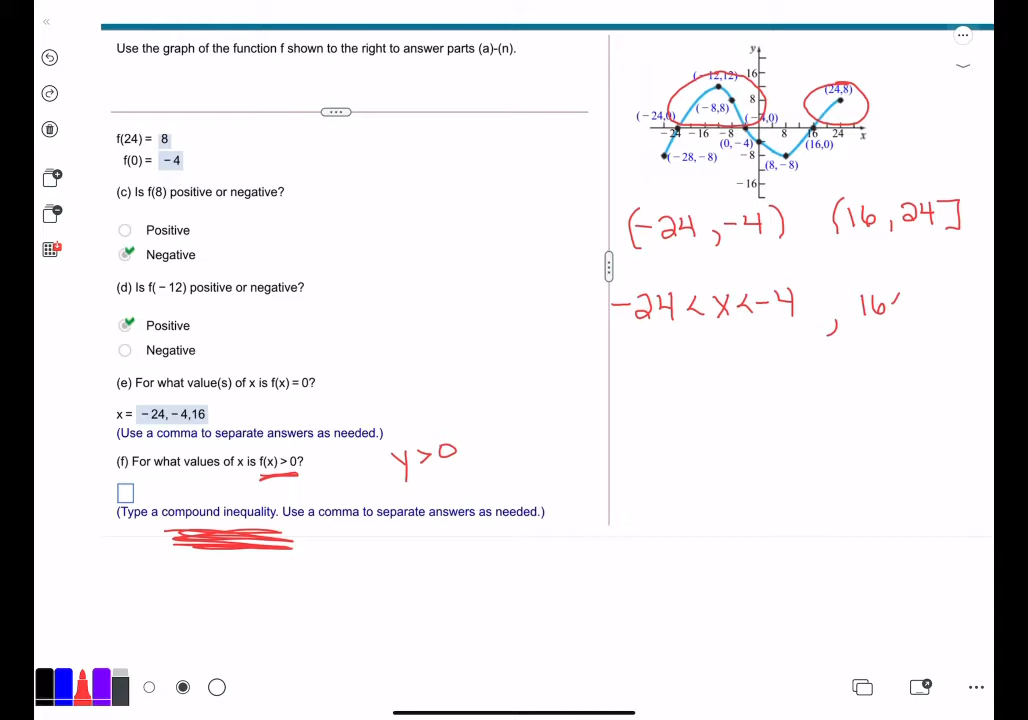 «
Use the graph of the function f shown to the right to answer parts (a)-(n).
f(24) = 8
f(0) = − 4
(c) Is f(8) positive or negative?
Positive
Negative
(d) Is f( − 12) positive or negative?
Positive
Negative
(e) For what value(s) of x is f(x) = 0?
x = − 24, − 4,16
(Use a comma to separate answers as needed.)
(f) For what values of x is f(x) > 0?
y > 0
(Type a compound inequality. Use a comma to separate answers as needed.)
y
16
(−12,12)
(24,8)
8
(−8,8)
(−24,0)
(−4,0)
−24 −16 −8 8 16 24 x
(0,−4)
(16,0)
−8
(−28,−8)
(8,−8)
−16
(−24, −4) (16, 24]
−24 < x < −4 , 16<